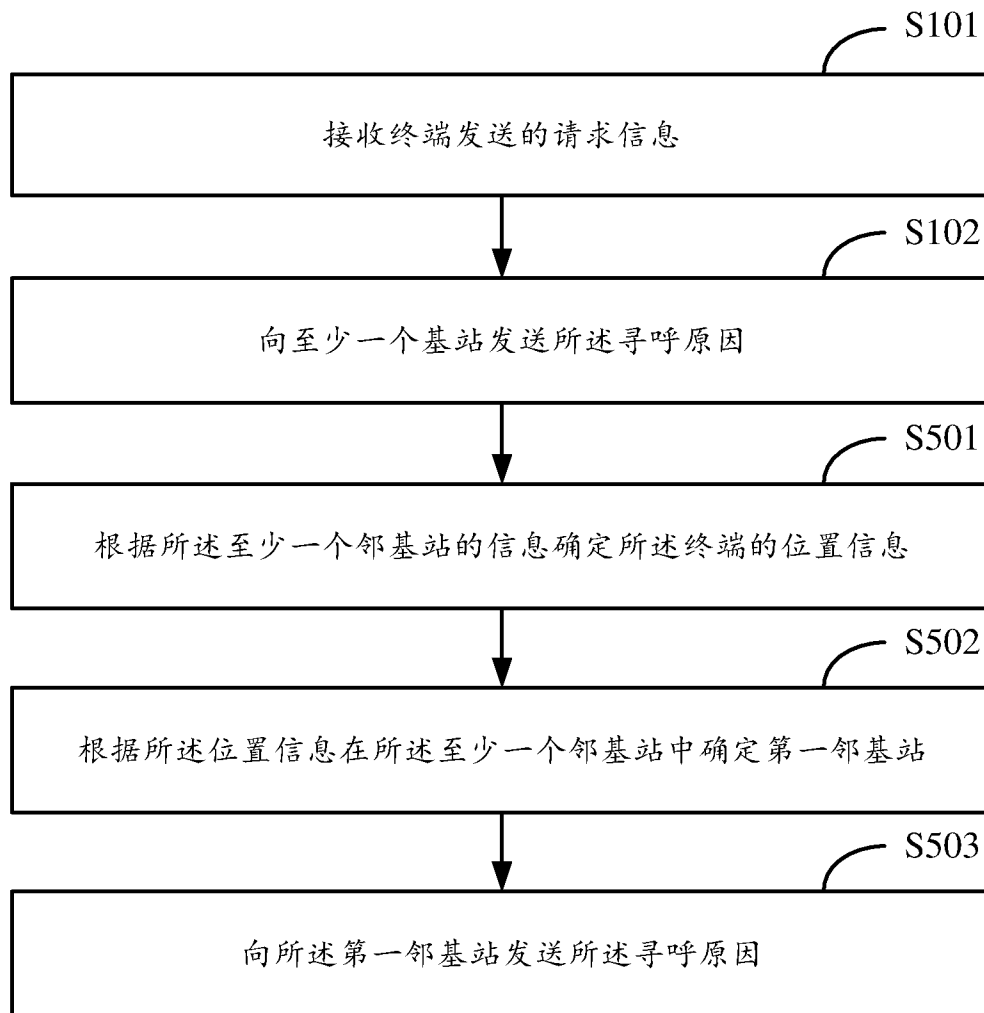 S101
接收终端发送的请求信息
S102
向至少一个基站发送所述寻呼原因
S501
根据所述至少一个邻基站的信息确定所述终端的位置信息
S502
根据所述位置信息在所述至少一个邻基站中确定第一邻基站
S503
向所述第一邻基站发送所述寻呼原因